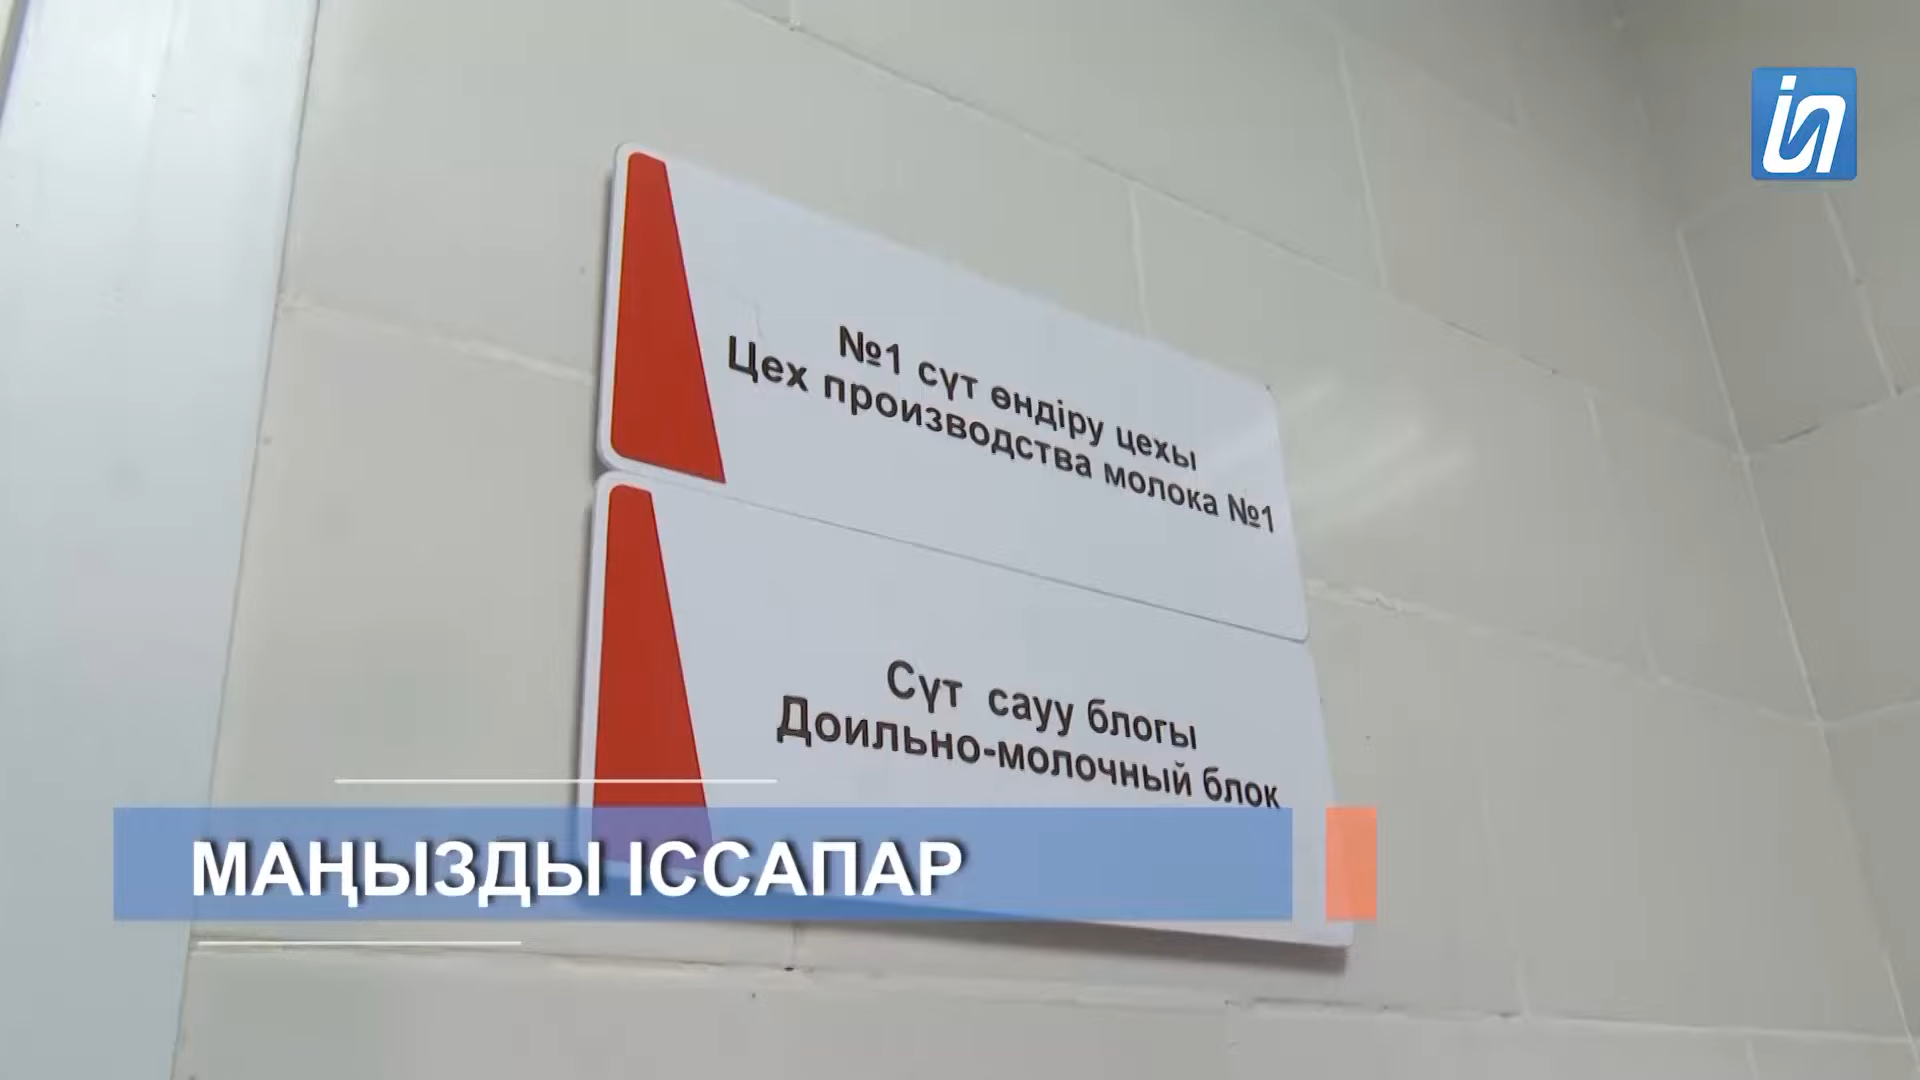 №1 сүт өндіру цехы
Цех производства молока №1
Сүт сауу блогы
Доильно-молочный блок
МАҢЫЗДЫ ІССАПАР